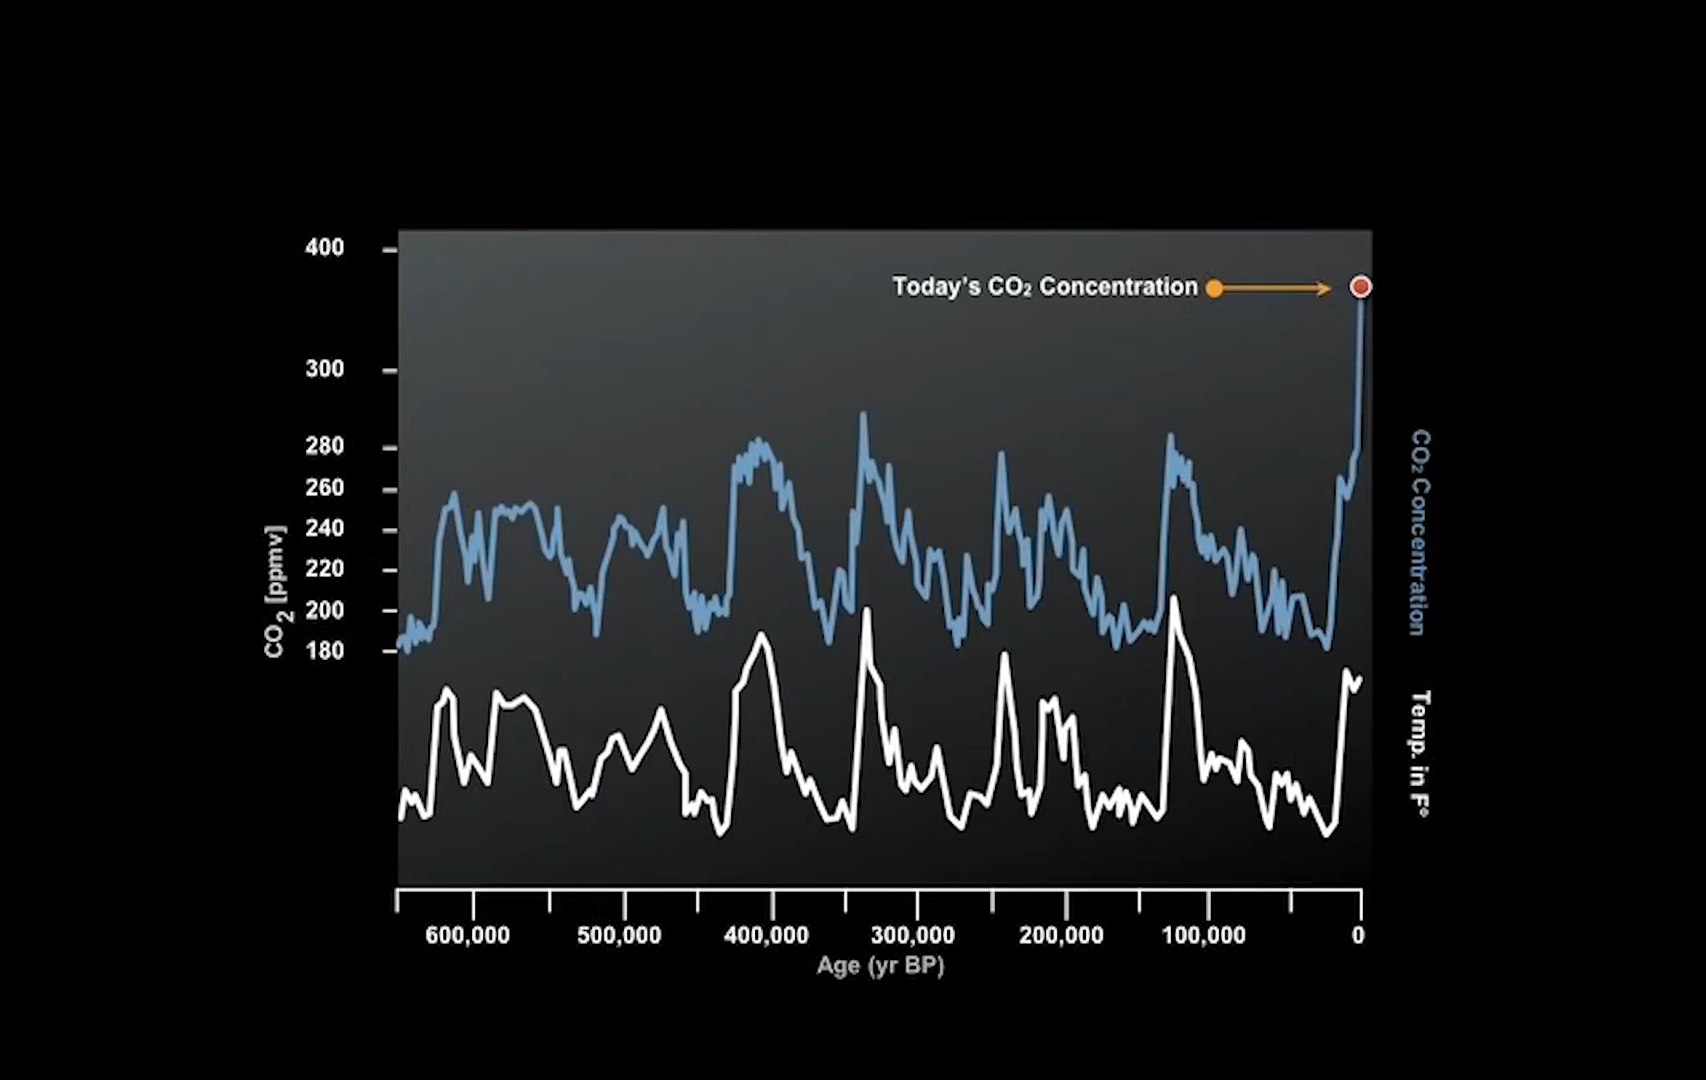 400
Today's CO₂ Concentration
300
280
260
240
220
200
180
CO₂ [ppmv]
CO₂ Concentration
Temp. in F°
600,000 500,000 400,000 300,000 200,000 100,000 0
Age (yr BP)